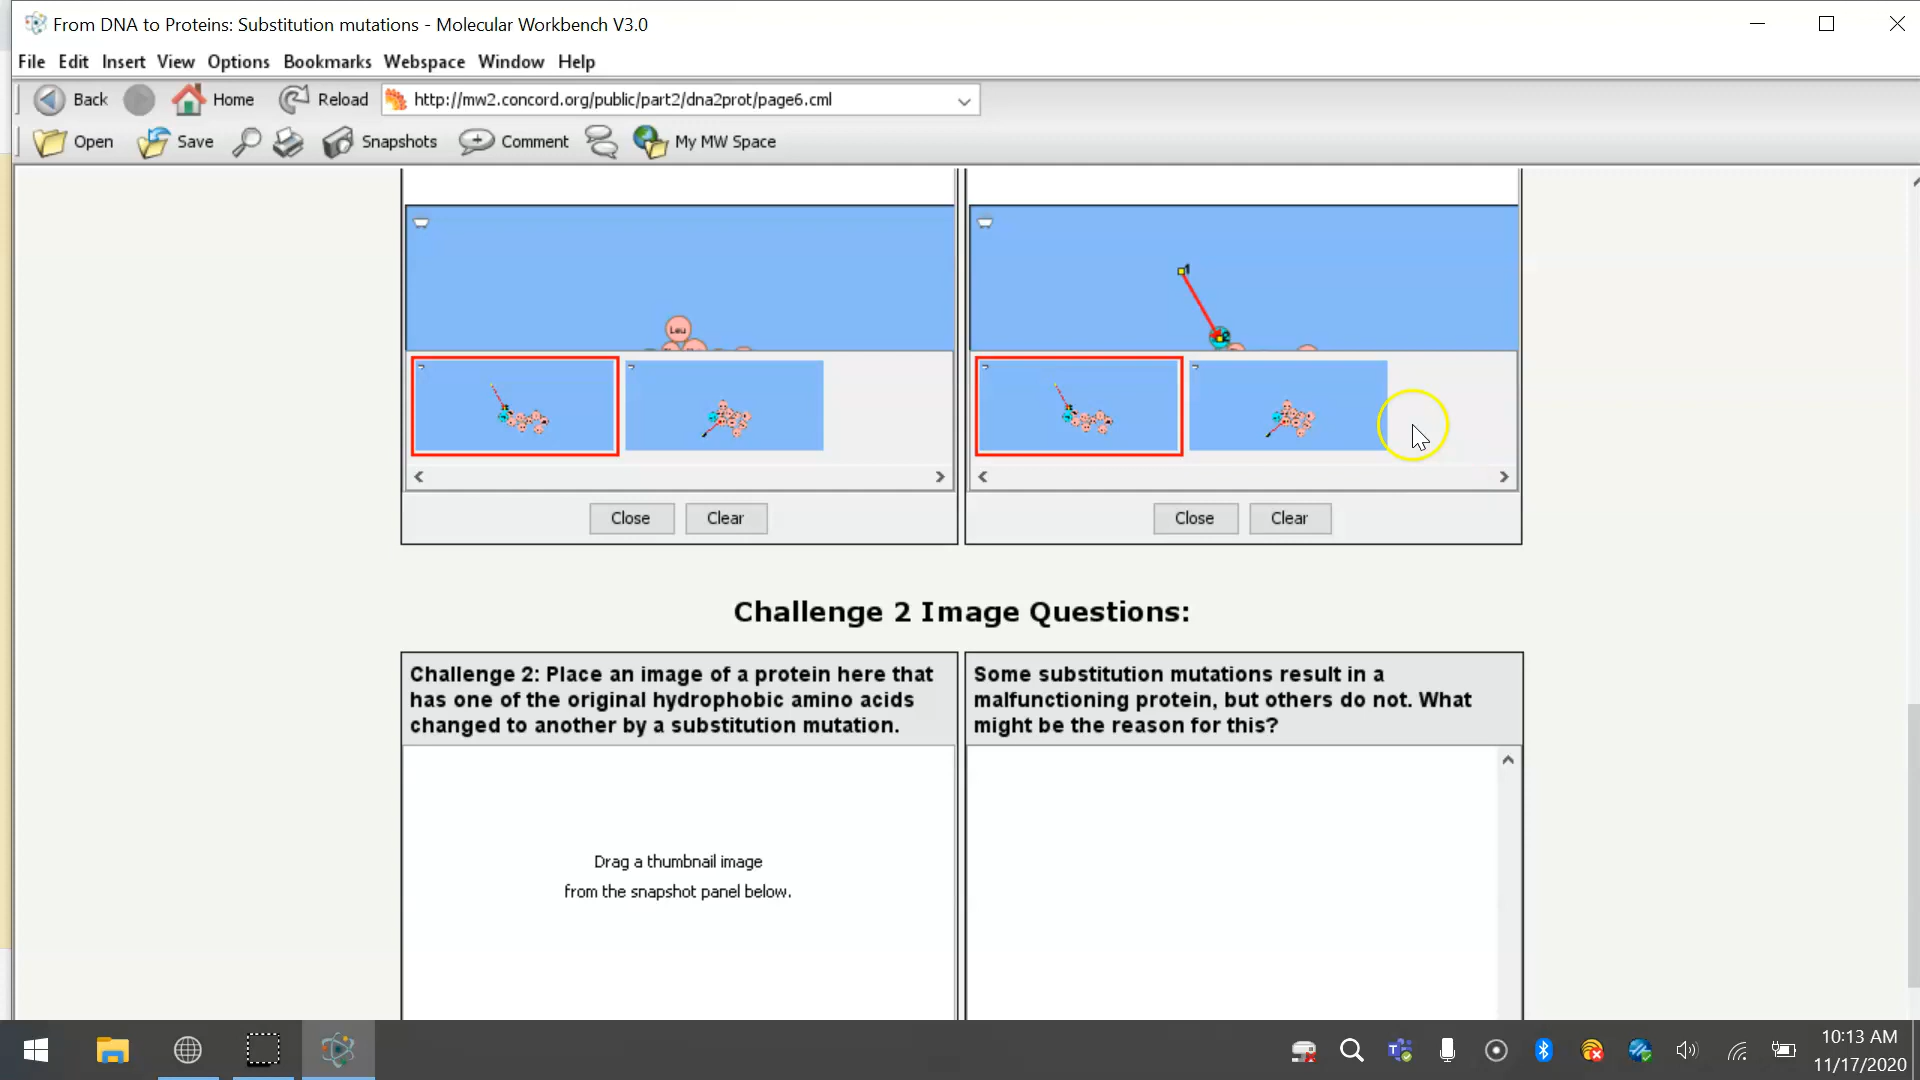 From DNA to Proteins: Substitution mutations - Molecular Workbench V3.0
File Edit Insert View Options Bookmarks Webspace Window Help
Back Home Reload http://mw2.concord.org/public/part2/dna2prot/page6.cml
Open Save Snapshots Comment My MW Space
1
Leu
2
Close Clear Close Clear
Challenge 2 Image Questions:
Challenge 2: Place an image of a protein here that
has one of the original hydrophobic amino acids
changed to another by a substitution mutation.
Some substitution mutations result in a
malfunctioning protein, but others do not. What
might be the reason for this?
Drag a thumbnail image
from the snapshot panel below.
10:13 AM
11/17/2020